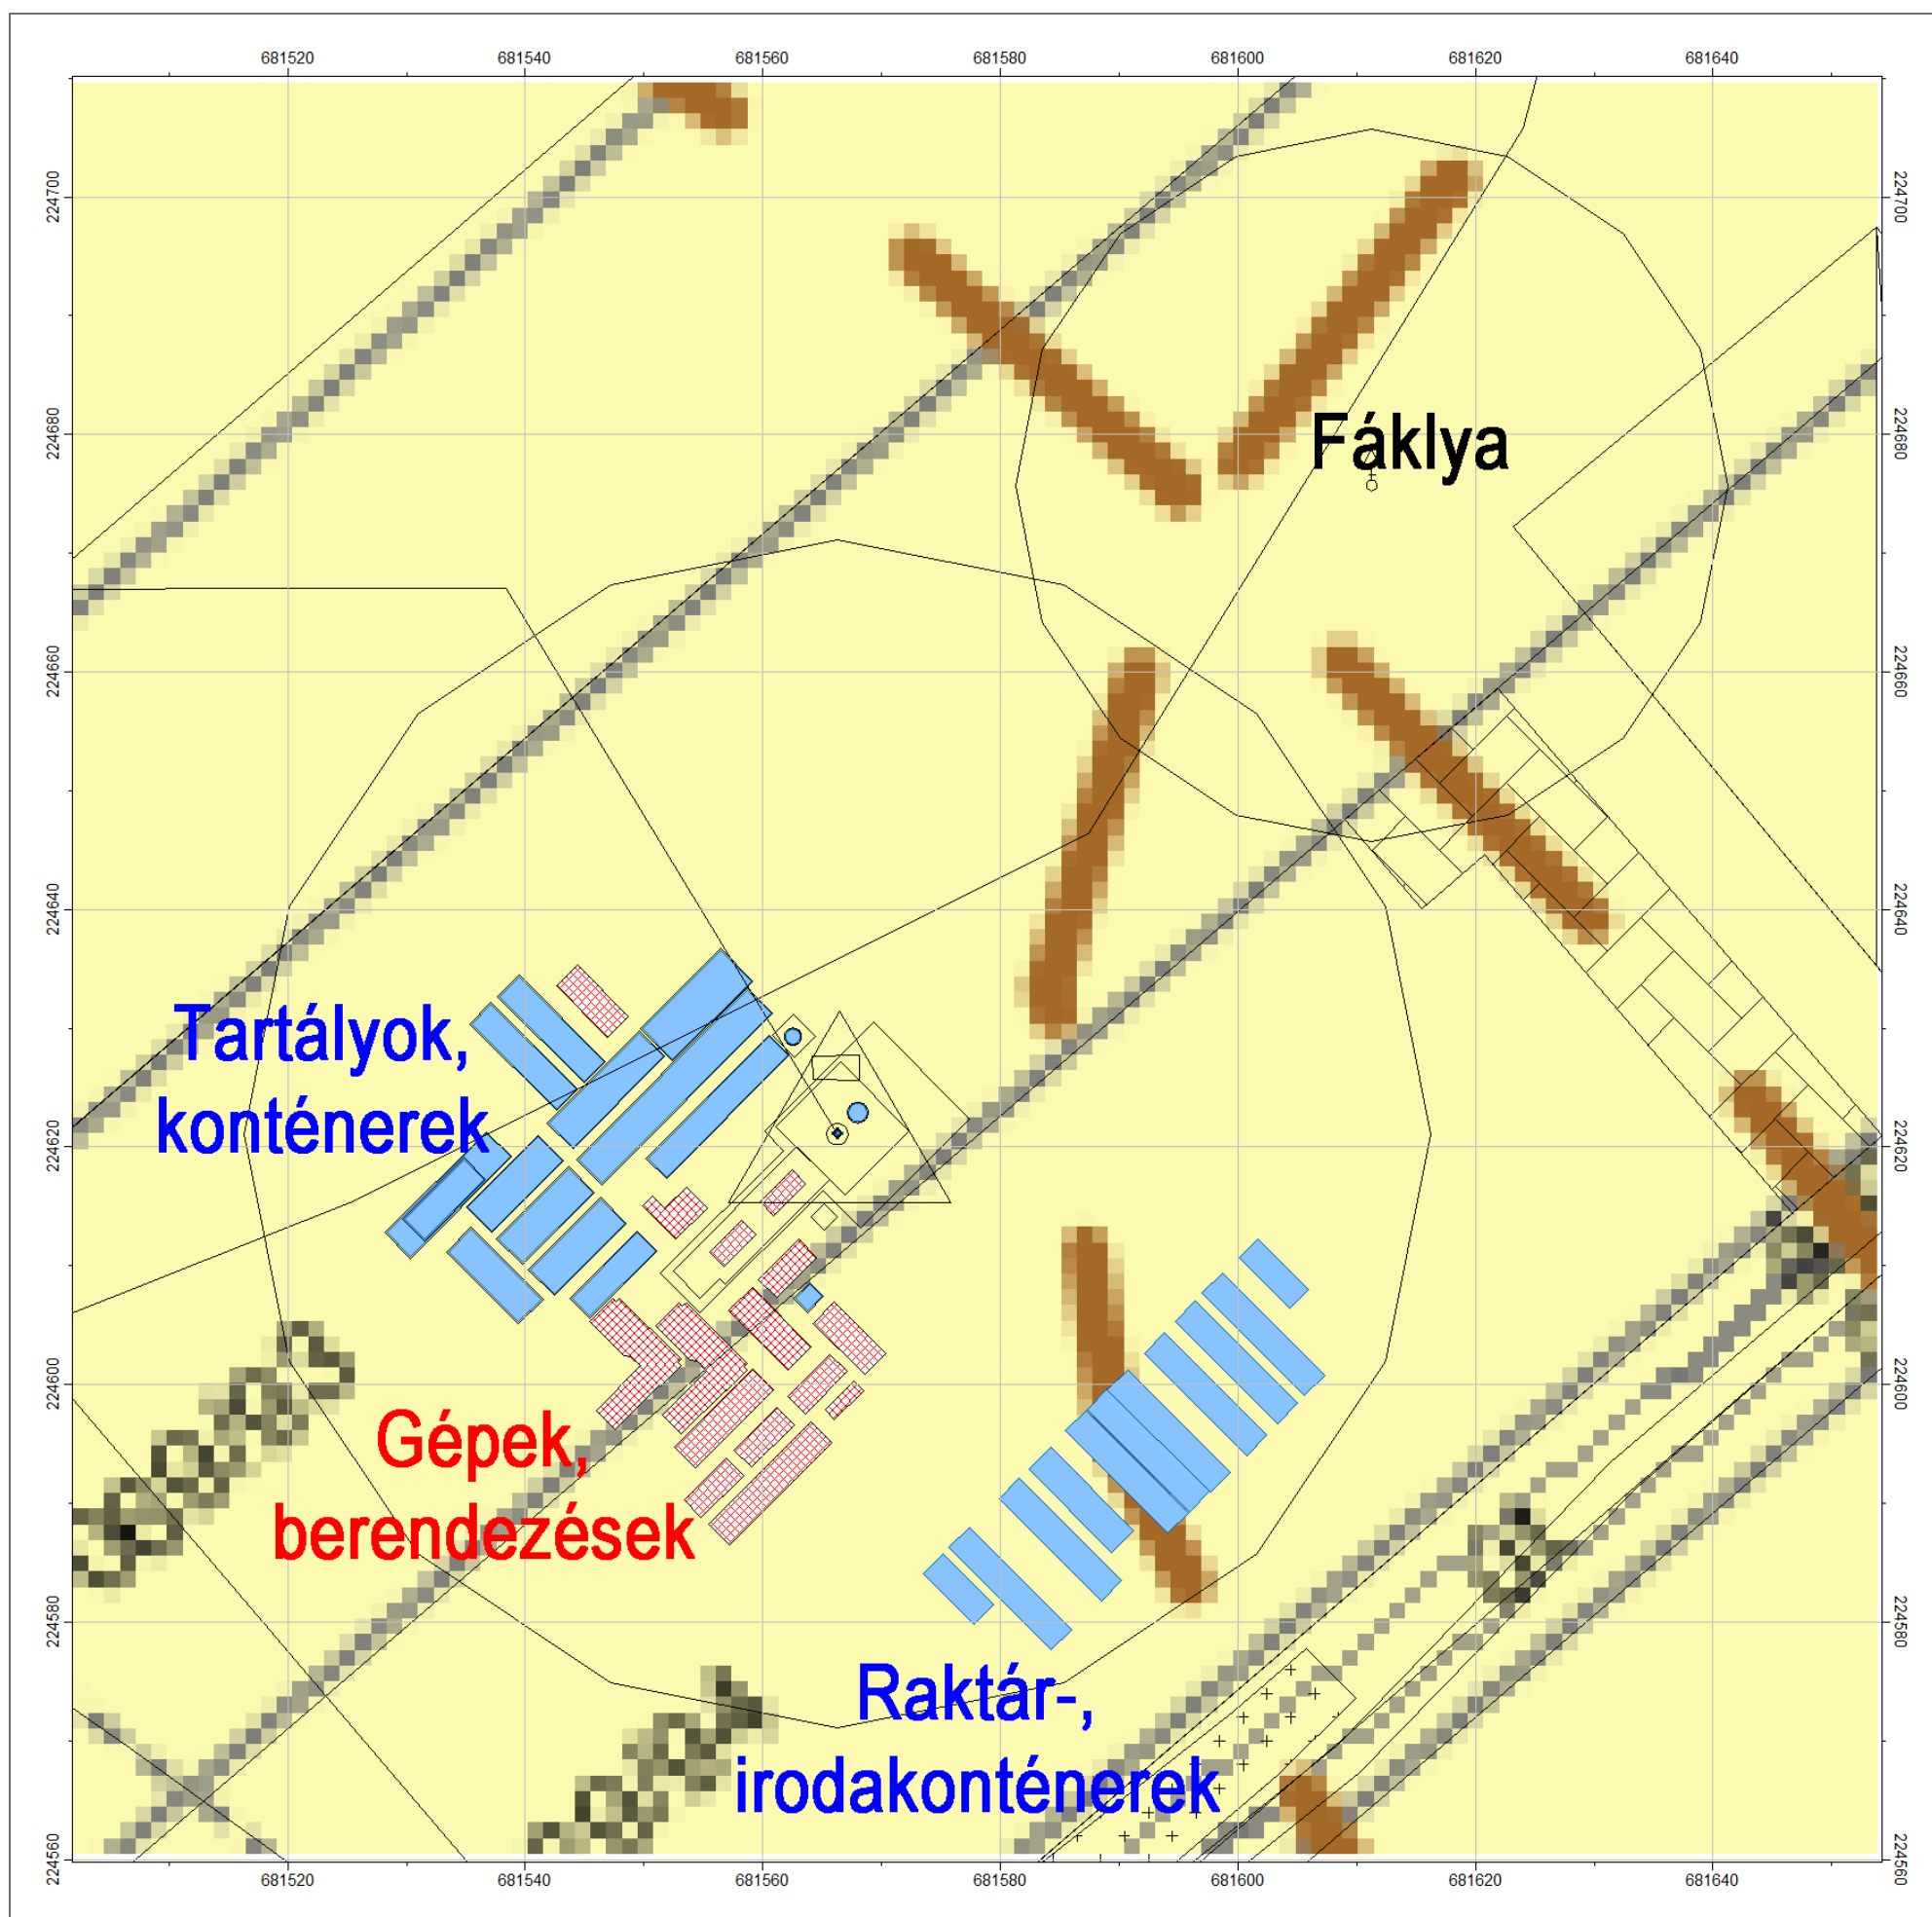 681520 681540 681560 681580 681600 681620 681640
224700 224700
Fáklya
224680 224680
224660 224660
224640 224640
Tartályok,
konténerek
224620 224620
224600 224600
Gépek,
berendezések
224580 224580
Raktár-,
irodakonténerek
224560 224560
681520 681540 681560 681580 681600 681620 681640